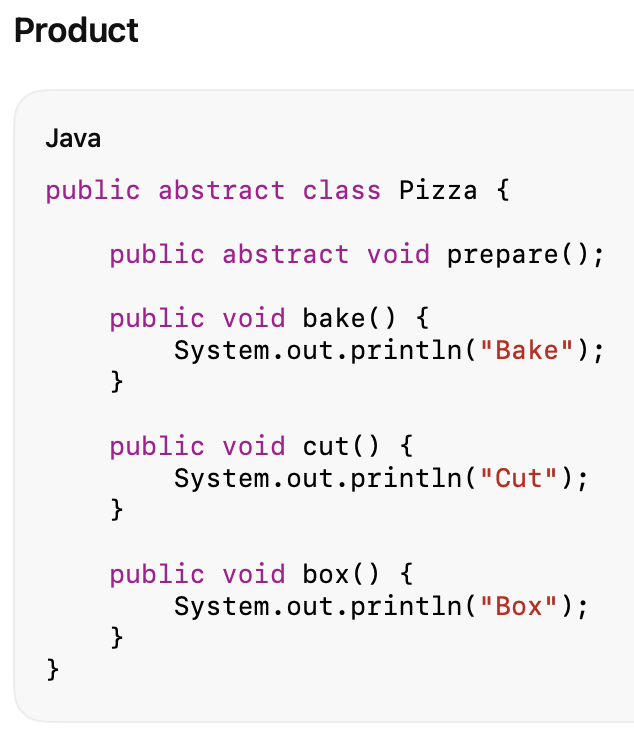 Product
Java
public abstract class Pizza {
    public abstract void prepare();
    public void bake() {
        System.out.println("Bake");
    }
    public void cut() {
        System.out.println("Cut");
    }
    public void box() {
        System.out.println("Box");
    }
}